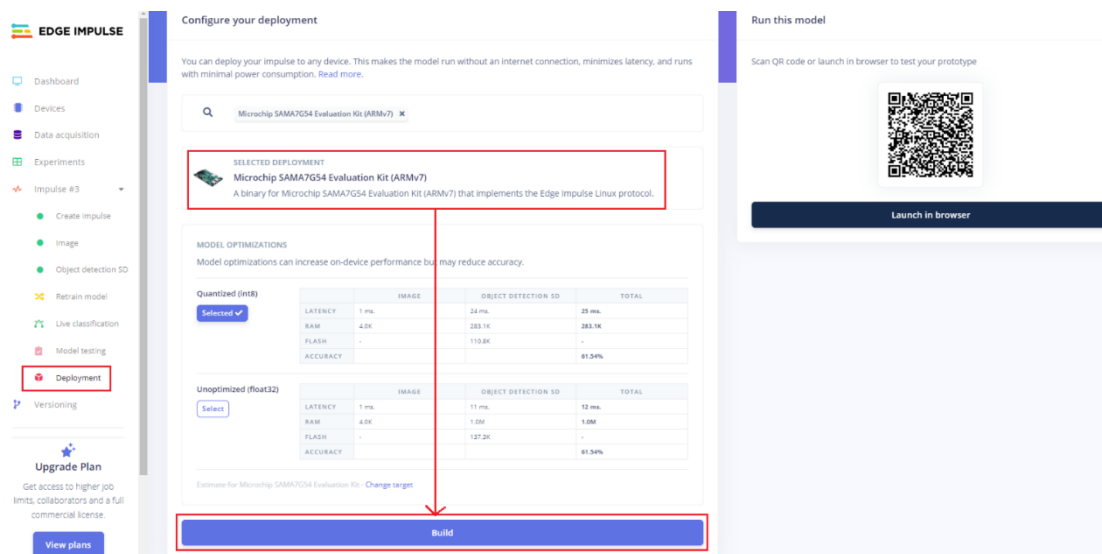 EDGE IMPULSE
Dashboard
Devices
Data acquisition
Experiments
Impulse #3
Create impulse
Image
Object detection SD
Retrain model
Live classification
Model testing
Deployment
Versioning
Upgrade Plan
Get access to higher job
limits, collaborators and a full
commercial license.
View plans
Configure your deployment
You can deploy your impulse to any device. This makes the model run without an internet connection, minimizes latency, and runs
with minimal power consumption. Read more.
Microchip SAMA7G54 Evaluation Kit (ARMv7) ×
SELECTED DEPLOYMENT
Microchip SAMA7G54 Evaluation Kit (ARMv7)
A binary for Microchip SAMA7G54 Evaluation Kit (ARMv7) that implements the Edge Impulse Linux protocol.
MODEL OPTIMIZATIONS
Model optimizations can increase on-device performance but may reduce accuracy.
Quantized (int8)
Selected ✓
IMAGE OBJECT DETECTION SD TOTAL
LATENCY 1 ms. 24 ms. 25 ms.
RAM 4.0K 283.1K 283.1K
FLASH - 110.8K -
ACCURACY 61.54%
Unoptimized (float32)
Select
IMAGE OBJECT DETECTION SD TOTAL
LATENCY 1 ms. 11 ms. 12 ms.
RAM 4.0K 1.0M 1.0M
FLASH - 127.2K -
ACCURACY 61.54%
Estimate for Microchip SAMA7G54 Evaluation Kit - Change target
Build
Run this model
Scan QR code or launch in browser to test your prototype
Launch in browser